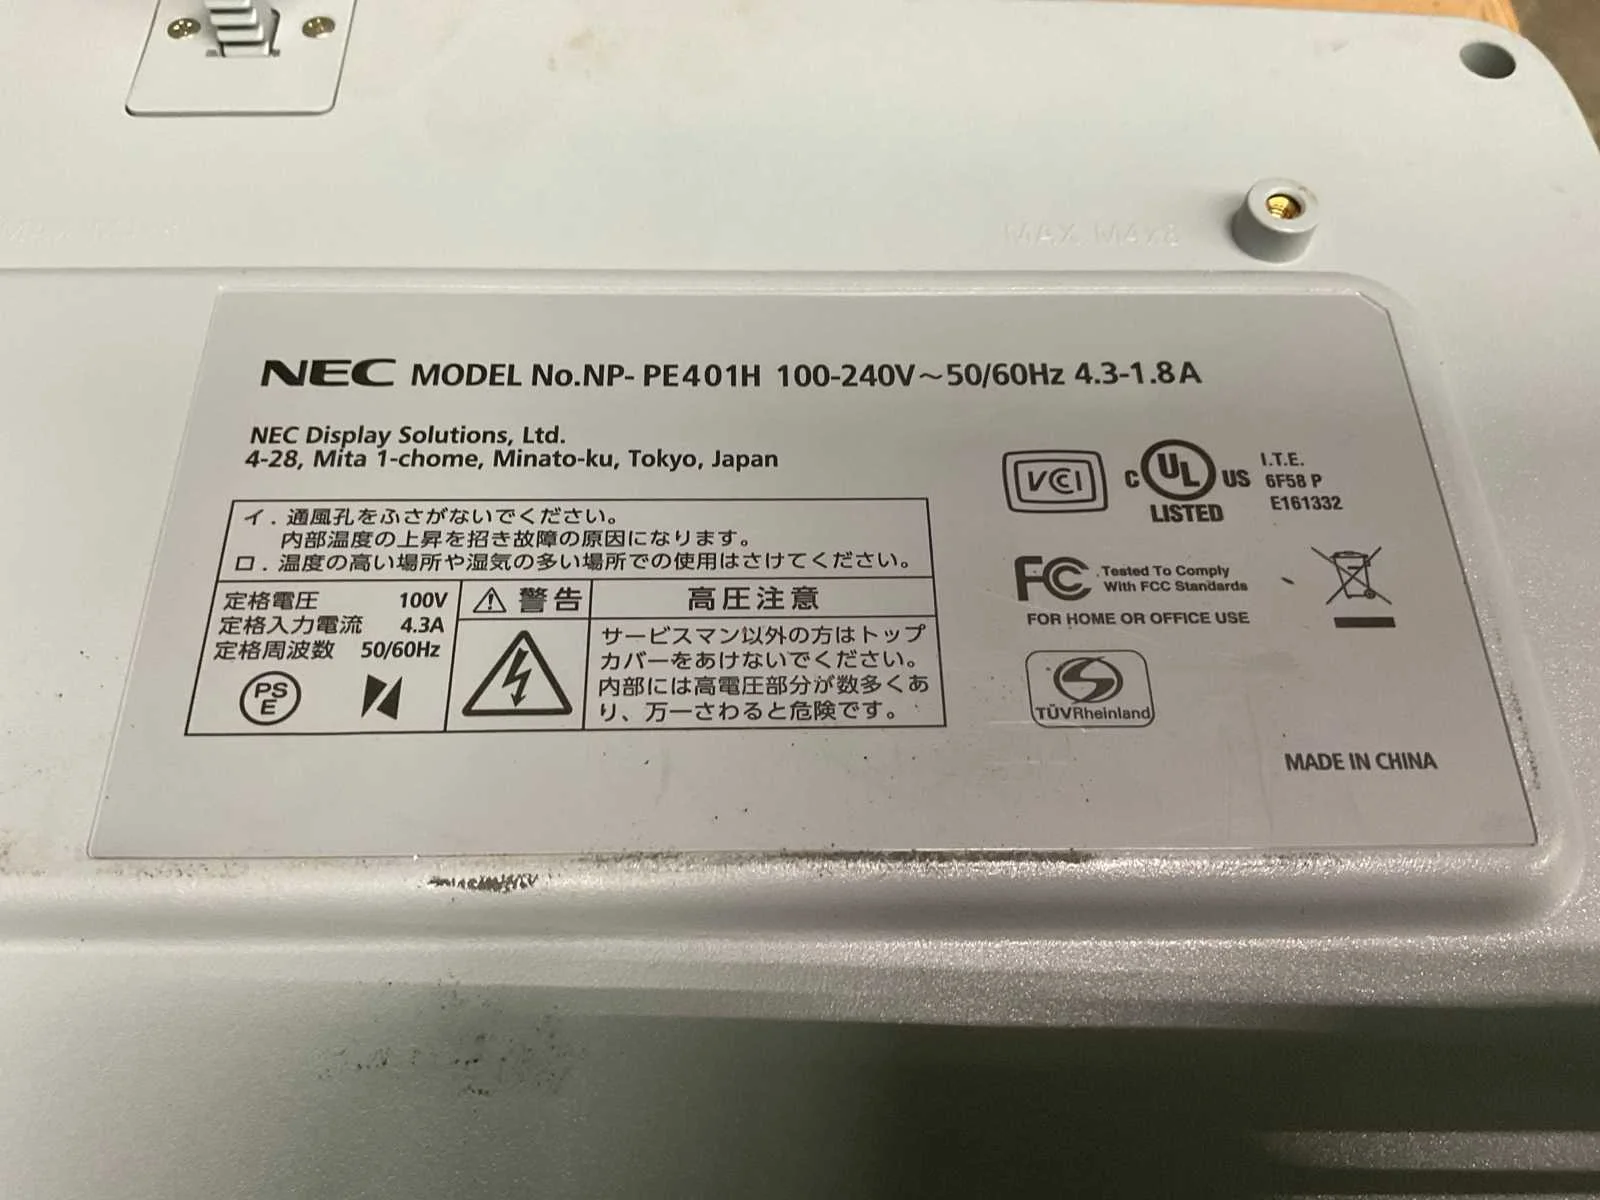 MAX M4×8
NEC MODEL No.NP- PE401H 100-240V~50/60Hz 4.3-1.8A
NEC Display Solutions, Ltd.
4-28, Mita 1-chome, Minato-ku, Tokyo, Japan
イ．通風孔をふさがないでください。
内部温度の上昇を招き故障の原因になります。
ロ．温度の高い場所や湿気の多い場所での使用はさけてください。
定格電圧 100V
定格入力電流 4.3A
定格周波数 50/60Hz
PS
E
⚠ 警告
高圧注意
サービスマン以外の方はトップ
カバーをあけないでください。
内部には高電圧部分が数多くあ
り、万一さわると危険です。
VCI
C UL US
LISTED
I.T.E.
6F58 P
E161332
FC Tested To Comply
With FCC Standards
FOR HOME OR OFFICE USE
TÜVRheinland
MADE IN CHINA